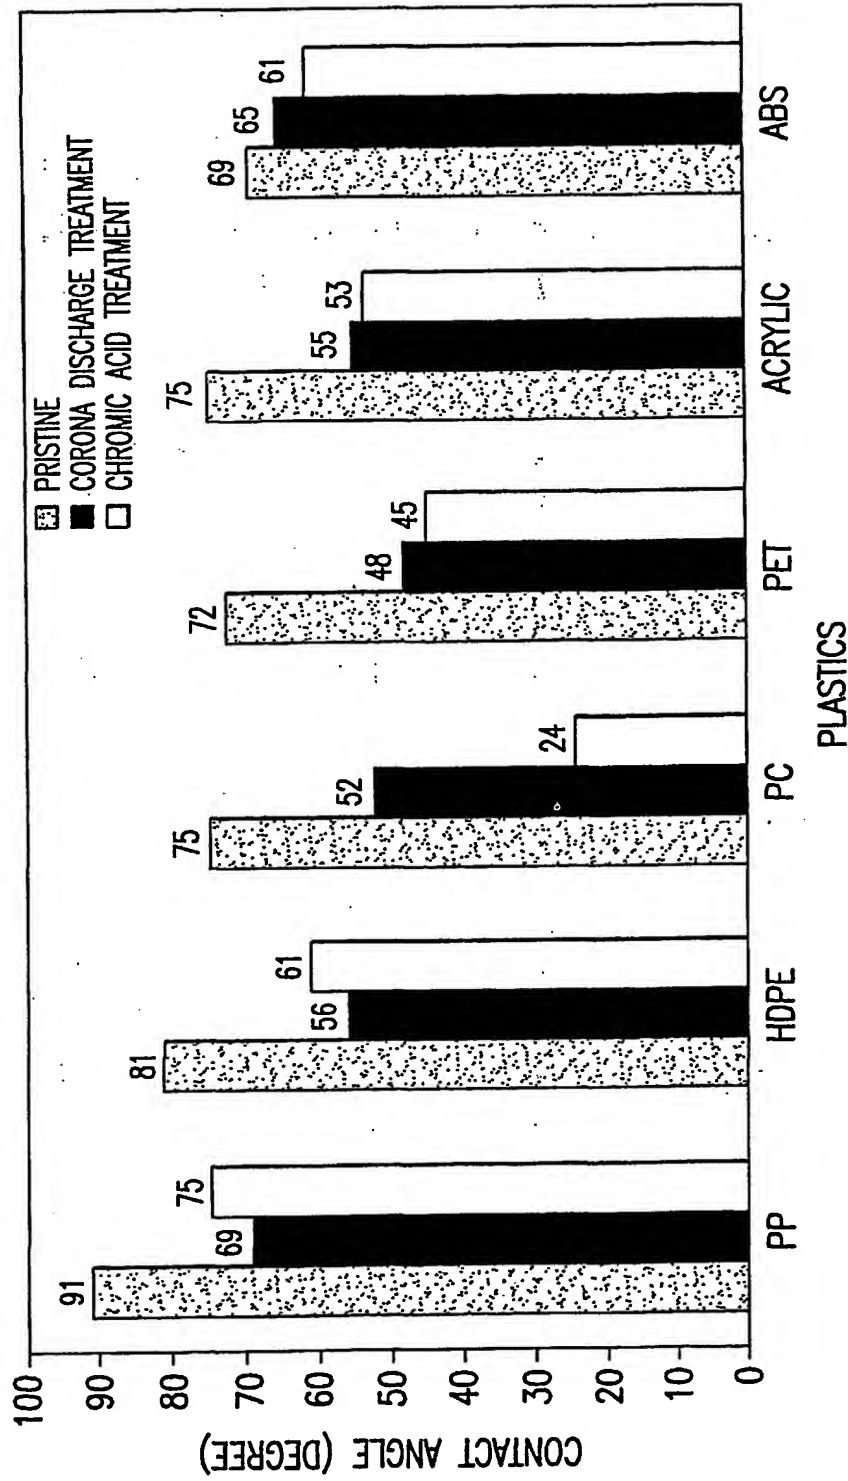 PRISTINE
CORONA DISCHARGE TREATMENT
CHROMIC ACID TREATMENT
CONTACT ANGLE (DEGREE)
100
90
80
70
60
50
40
30
20
10
0
91
69
75
81
56
61
75
52
24
72
48
45
75
55
53
69
65
61
PP
HDPE
PC
PET
ACRYLIC
ABS
PLASTICS